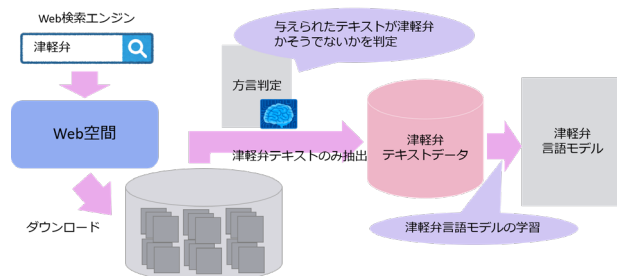 Web検索エンジン
津軽弁
Web空間
ダウンロード
方言判定
与えられたテキストが津軽弁
かそうでないかを判定
津軽弁テキストのみ抽出
津軽弁
テキストデータ
津軽弁
言語モデル
津軽弁言語モデルの学習